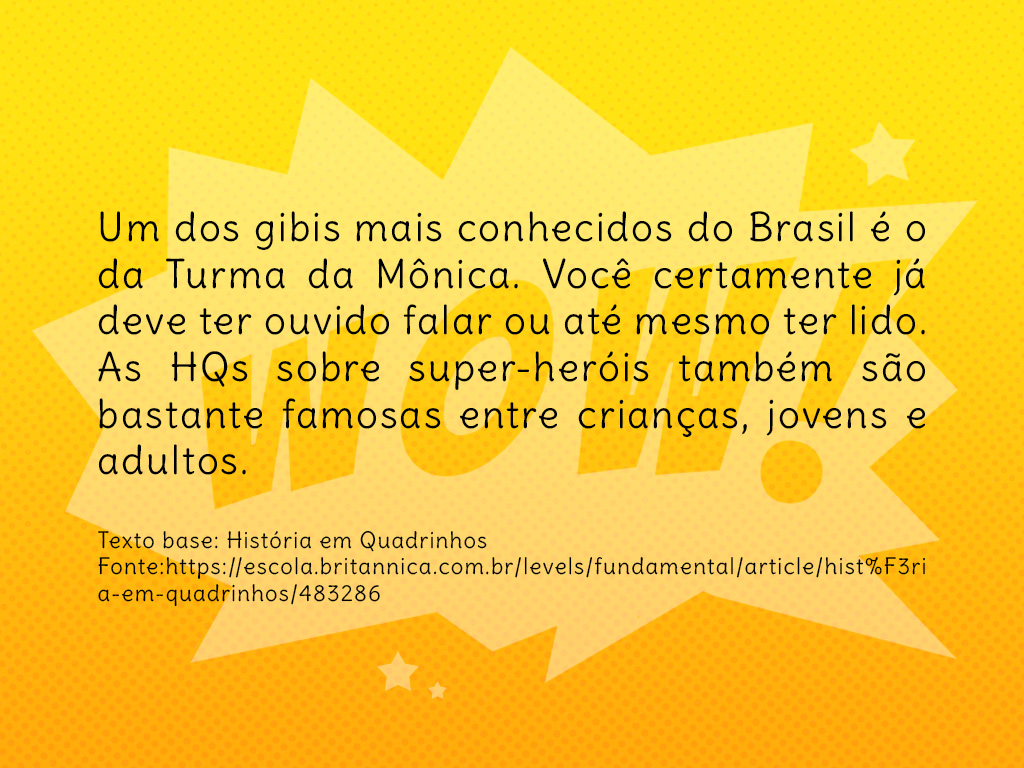 Um dos gibis mais conhecidos do Brasil é o
da Turma da Mônica. Você certamente já
deve ter ouvido falar ou até mesmo ter lido.
As HQs sobre super-heróis também são
bastante famosas entre crianças, jovens e
adultos.
WOW!
Texto base: História em Quadrinhos
Fonte:https://escola.britannica.com.br/levels/fundamental/article/hist%F3ri
a-em-quadrinhos/483286